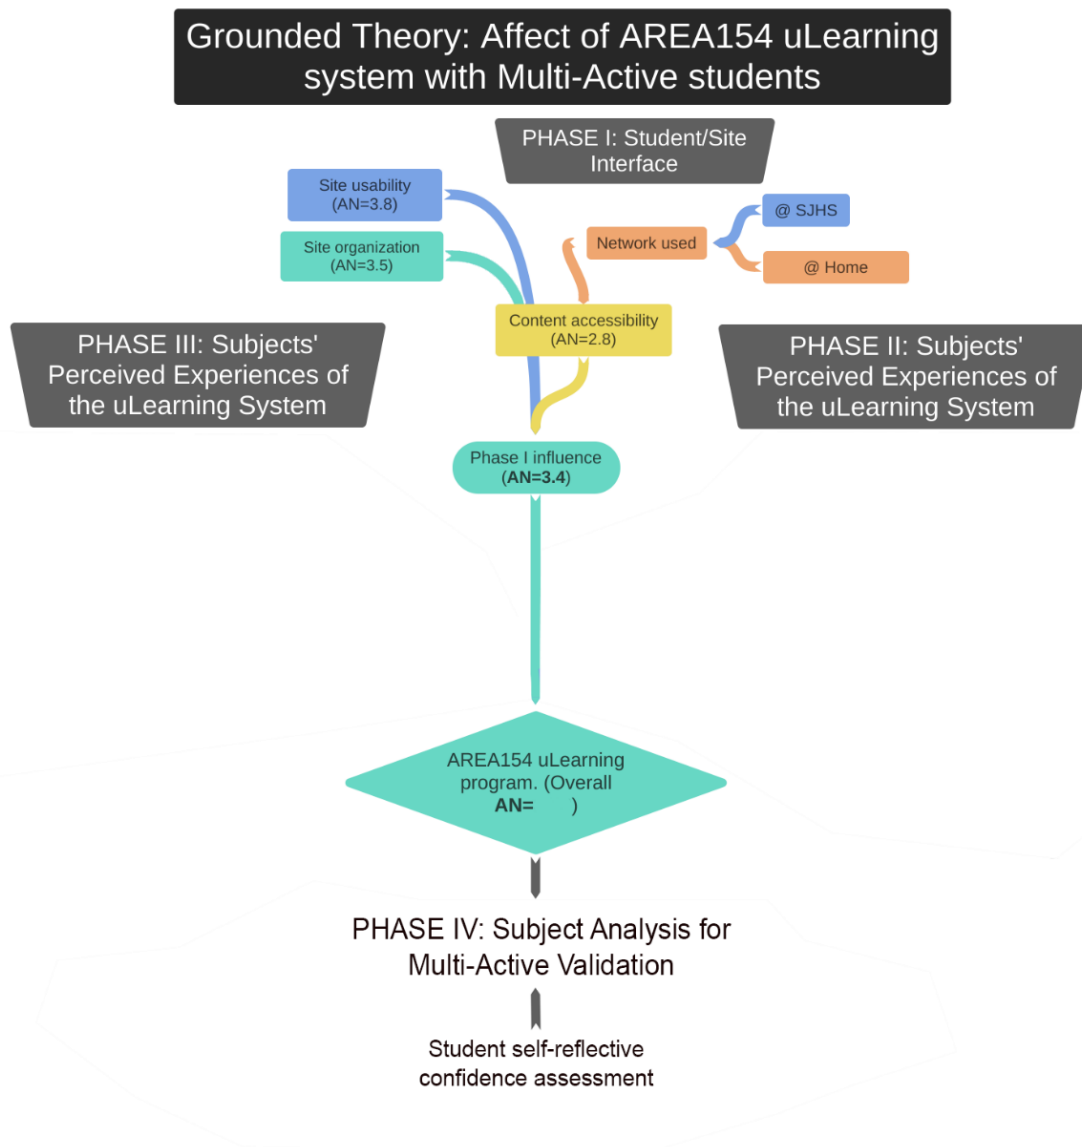 Grounded Theory: Affect of AREA154 uLearning
system with Multi-Active students
PHASE I: Student/Site
Interface
Site usability
(AN=3.8)
@ SJHS
Site organization
(AN=3.5)
Network used
@ Home
Content accessibility
(AN=2.8)
PHASE III: Subjects'
Perceived Experiences of
the uLearning System
PHASE II: Subjects'
Perceived Experiences of
the uLearning System
Phase I influence
(AN=3.4)
AREA154 uLearning
program. (Overall
AN= )
PHASE IV: Subject Analysis for
Multi-Active Validation
Student self-reflective
confidence assessment